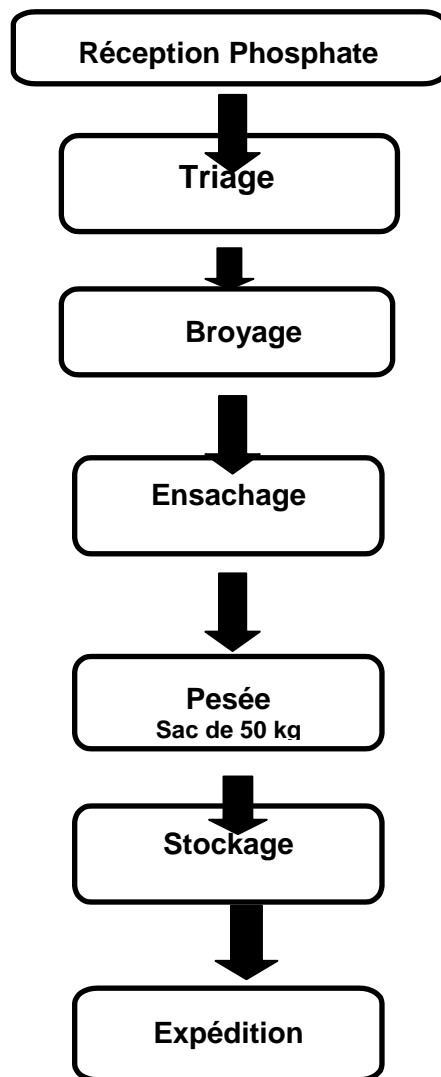 Réception Phosphate
Triage
Broyage
Ensachage
Pesée
Sac de 50 kg
Stockage
Expédition